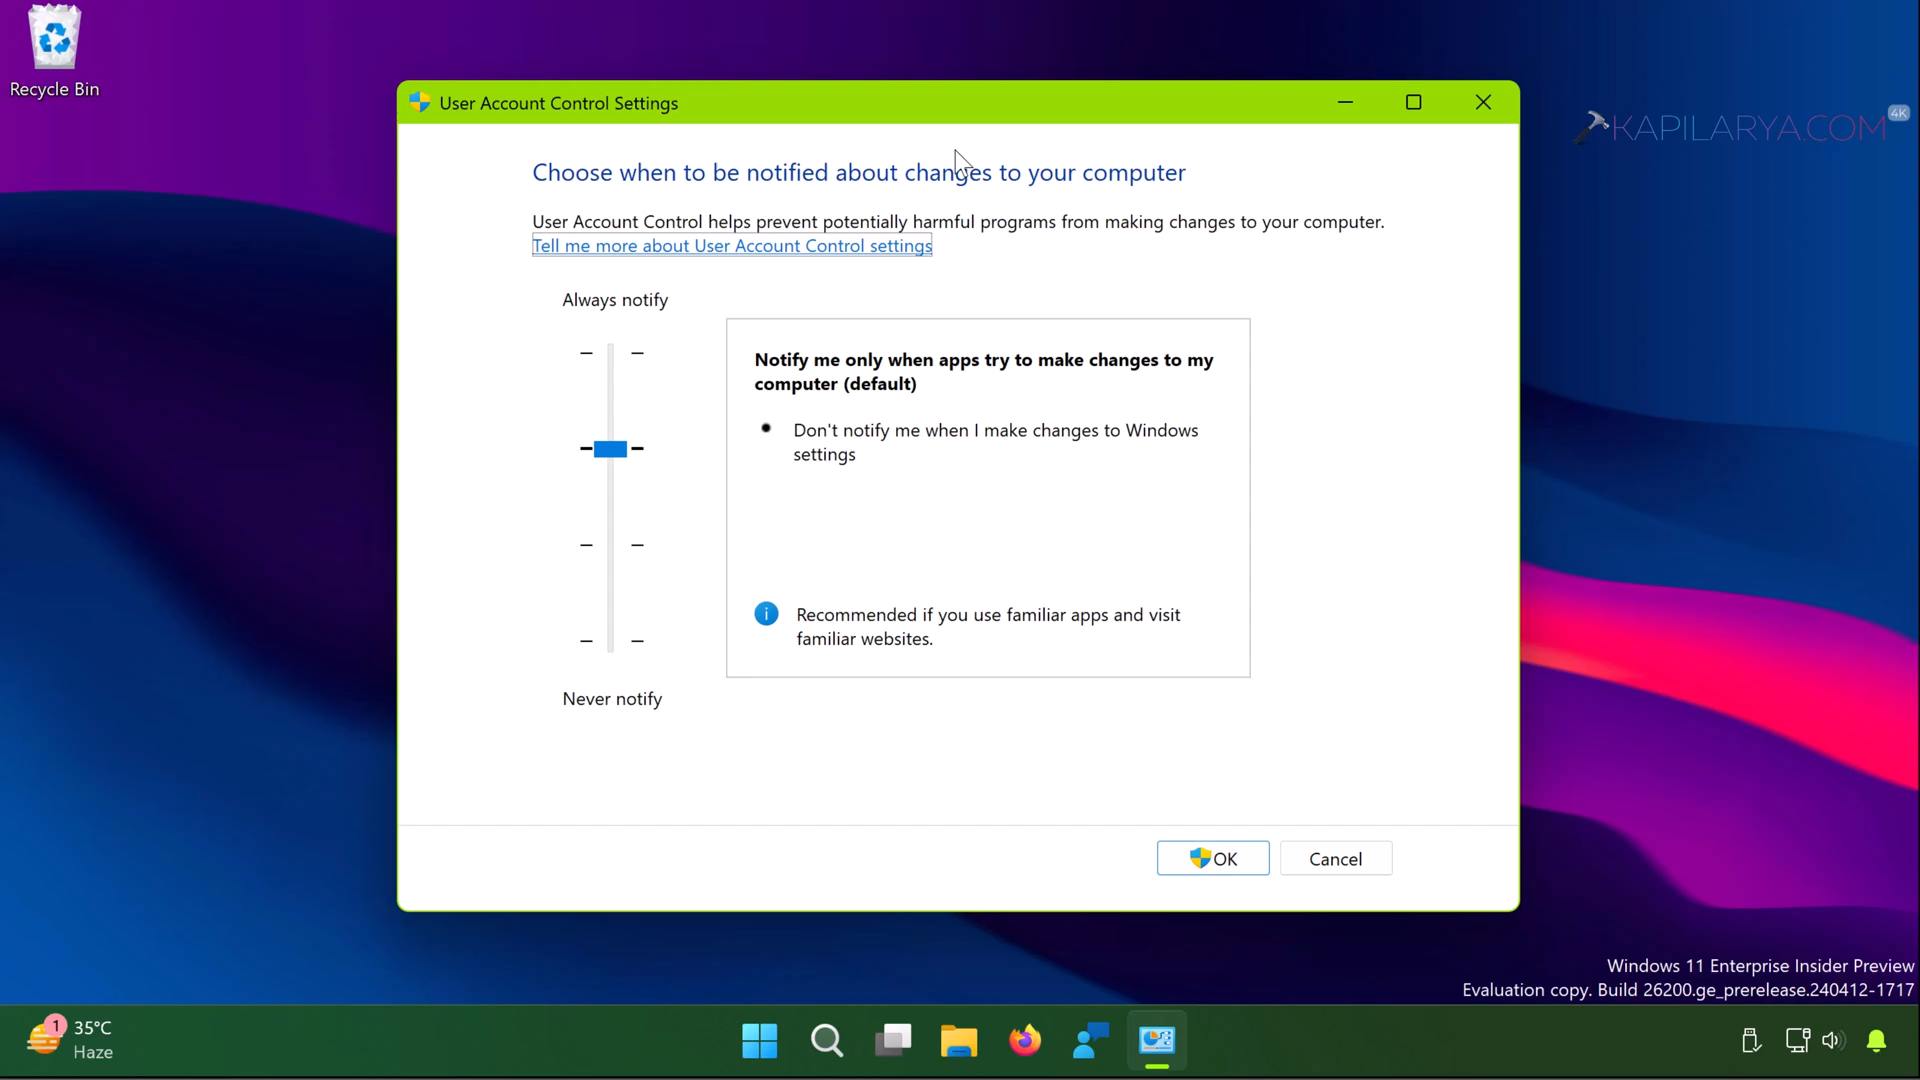 Recycle Bin
User Account Control Settings
4K
KAPILARYA.COM
Choose when to be notified about changes to your computer
User Account Control helps prevent potentially harmful programs from making changes to your computer.
Tell me more about User Account Control settings
Always notify
Notify me only when apps try to make changes to my
computer (default)
Don't notify me when I make changes to Windows
settings
i
Recommended if you use familiar apps and visit
familiar websites.
Never notify
OK
Cancel
Windows 11 Enterprise Insider Preview
Evaluation copy. Build 26200.ge_prerelease.240412-1717
1
35°C
Haze